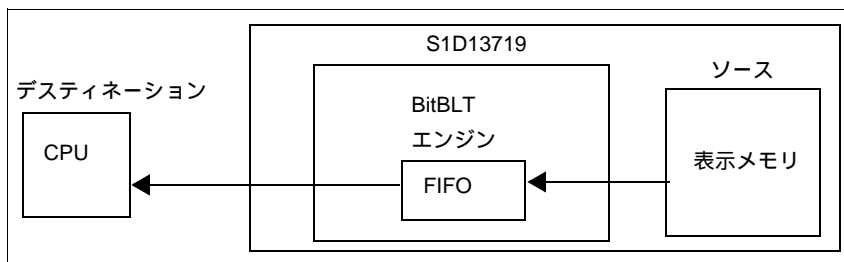 S1D13719
ソース
デスティネーション
BitBLT
エンジン
CPU
表示メモリ
FIFO